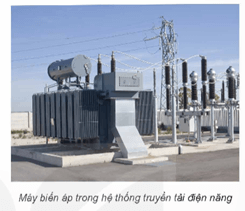 Máy biến áp trong hệ thống truyền tải điện năng